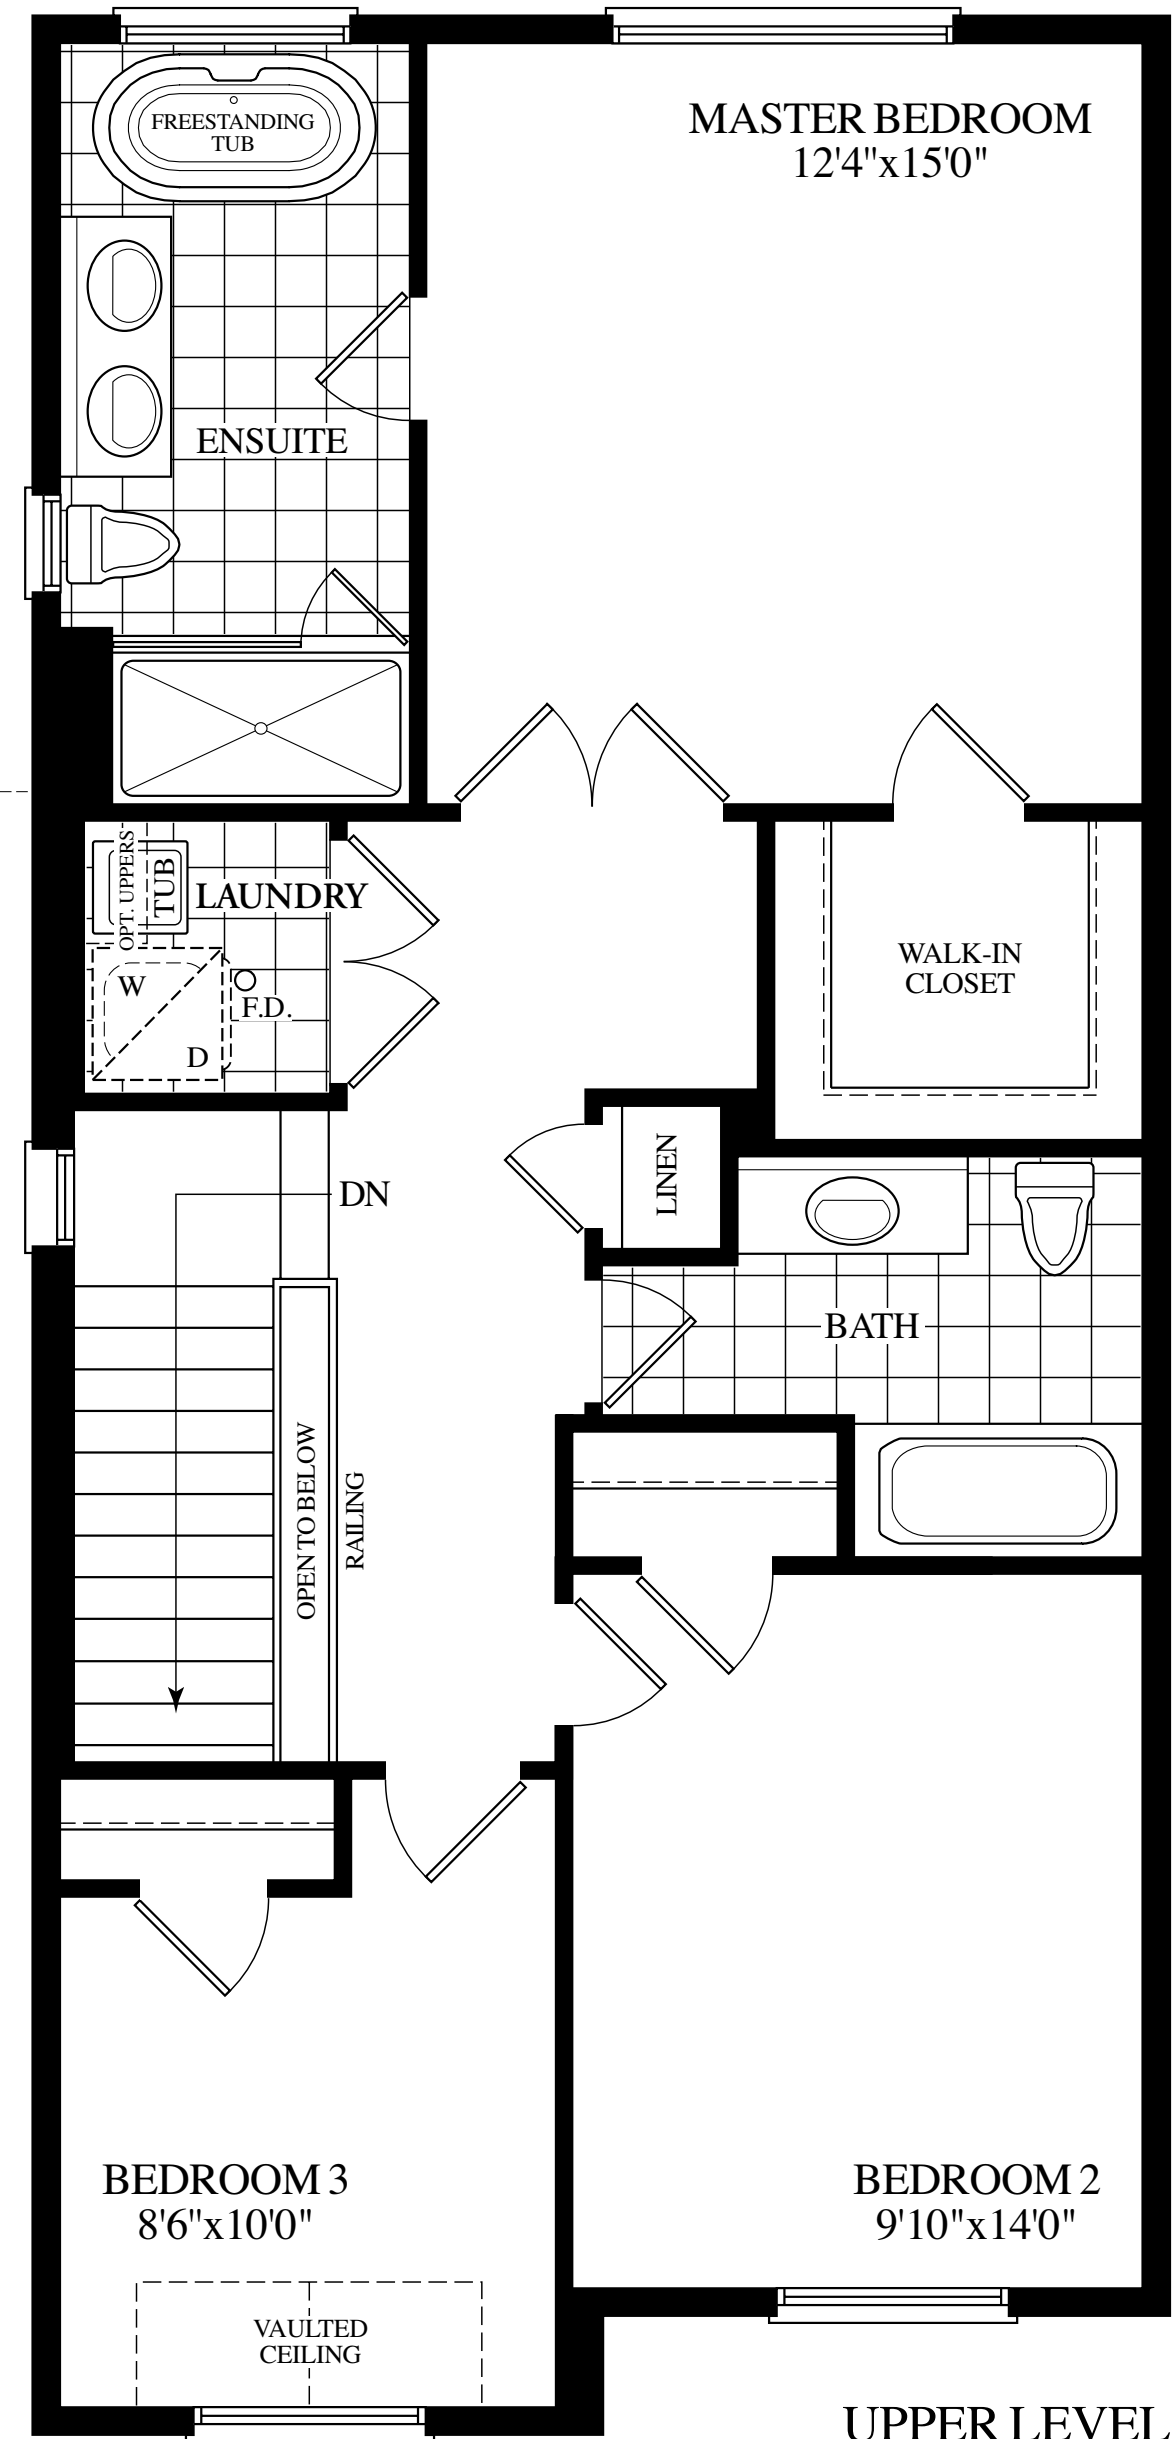 FREESTANDING
TUB
MASTER BEDROOM
12'4"x15'0"
ENSUITE
OPT. UPPERS
TUB
LAUNDRY
W
D
F.D.
WALK-IN
CLOSET
LINEN
DN
BATH
OPEN TO BELOW
RAILING
BEDROOM 3
8'6"x10'0"
BEDROOM 2
9'10"x14'0"
VAULTED
CEILING
UPPER LEVEL